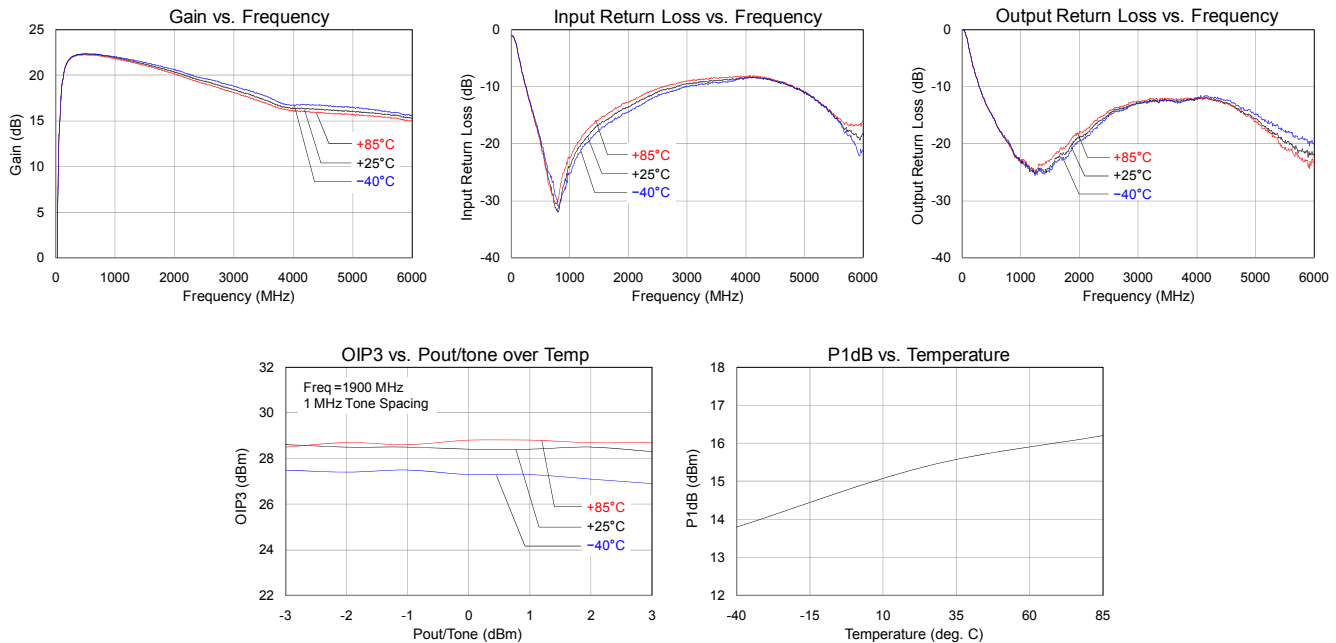 Gain vs. Frequency
Gain (dB)
25
20
15
10
5
0
0 1000 2000 3000 4000 5000 6000
Frequency (MHz)
+85°C
+25°C
−40°C
Input Return Loss vs. Frequency
Input Return Loss (dB)
0
-10
-20
-30
-40
0 1000 2000 3000 4000 5000 6000
Frequency (MHz)
+85°C
+25°C
−40°C
Output Return Loss vs. Frequency
Output Return Loss (dB)
0
-10
-20
-30
-40
0 1000 2000 3000 4000 5000 6000
Frequency (MHz)
+85°C
+25°C
−40°C
OIP3 vs. Pout/tone over Temp
Freq =1900 MHz
1 MHz Tone Spacing
OIP3 (dBm)
32
30
28
26
24
22
-3 -2 -1 0 1 2 3
Pout/Tone (dBm)
+85°C
+25°C
−40°C
P1dB vs. Temperature
P1dB (dBm)
18
17
16
15
14
13
12
-40 -15 10 35 60 85
Temperature (deg. C)